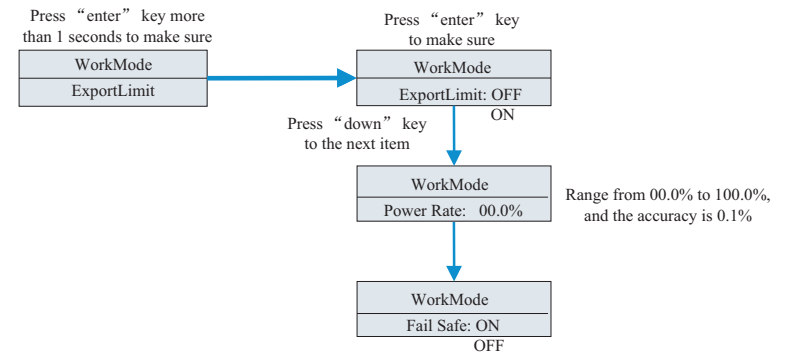 Press “enter” key more
than 1 seconds to make sure
WorkMode
ExportLimit
Press “enter” key
to make sure
WorkMode
ExportLimit: OFF
ON
Press “down” key
to the next item
WorkMode
Power Rate: 00.0%
Range from 00.0% to 100.0%,
and the accuracy is 0.1%
WorkMode
Fail Safe: ON
OFF